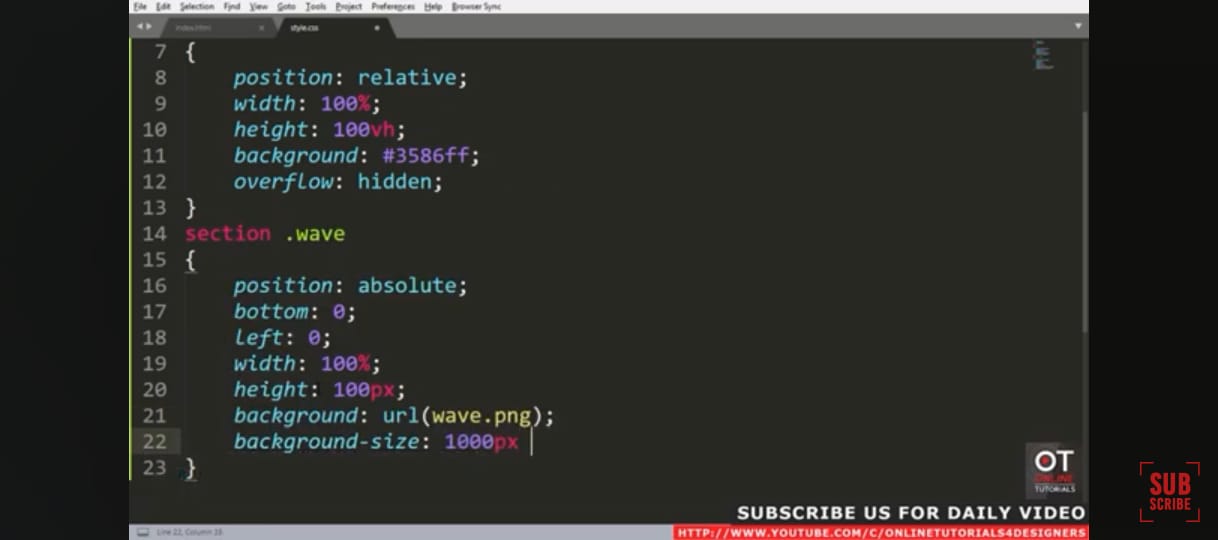 File Edit Selection Find View Goto Tools Project Preferences Help Browser Sync
index.html style.css
7 {
8 position: relative;
9 width: 100%;
10 height: 100vh;
11 background: #3586ff;
12 overflow: hidden;
13 }
14 section .wave
15 {
16 position: absolute;
17 bottom: 0;
18 left: 0;
19 width: 100%;
20 height: 100px;
21 background: url(wave.png);
22 background-size: 1000px
23 }
OT
ONLINE
TUTORIALS
SUB
SCRIBE
SUBSCRIBE US FOR DAILY VIDEO
HTTP://WWW.YOUTUBE.COM/C/ONLINETUTORIALS4DESIGNERS